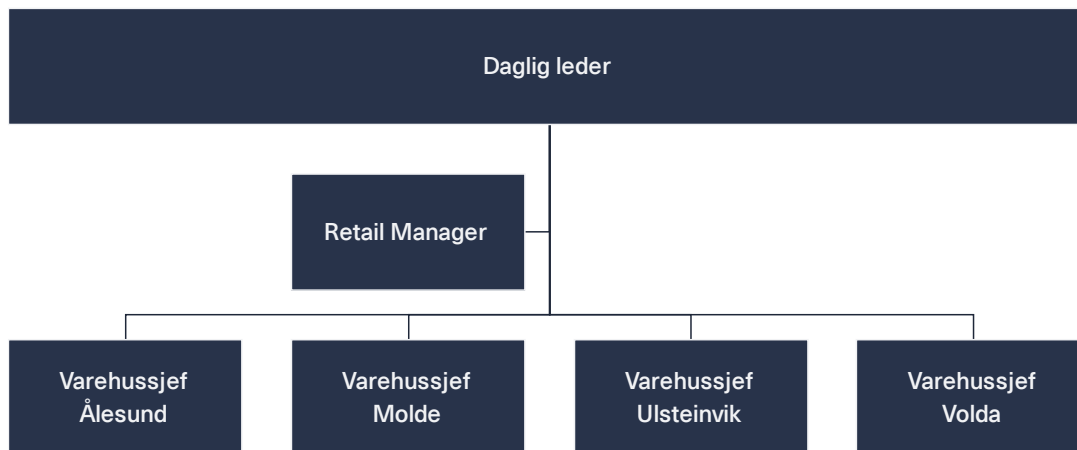 Daglig leder
Retail Manager
Varehussjef
Ålesund
Varehussjef
Molde
Varehussjef
Ulsteinvik
Varehussjef
Volda